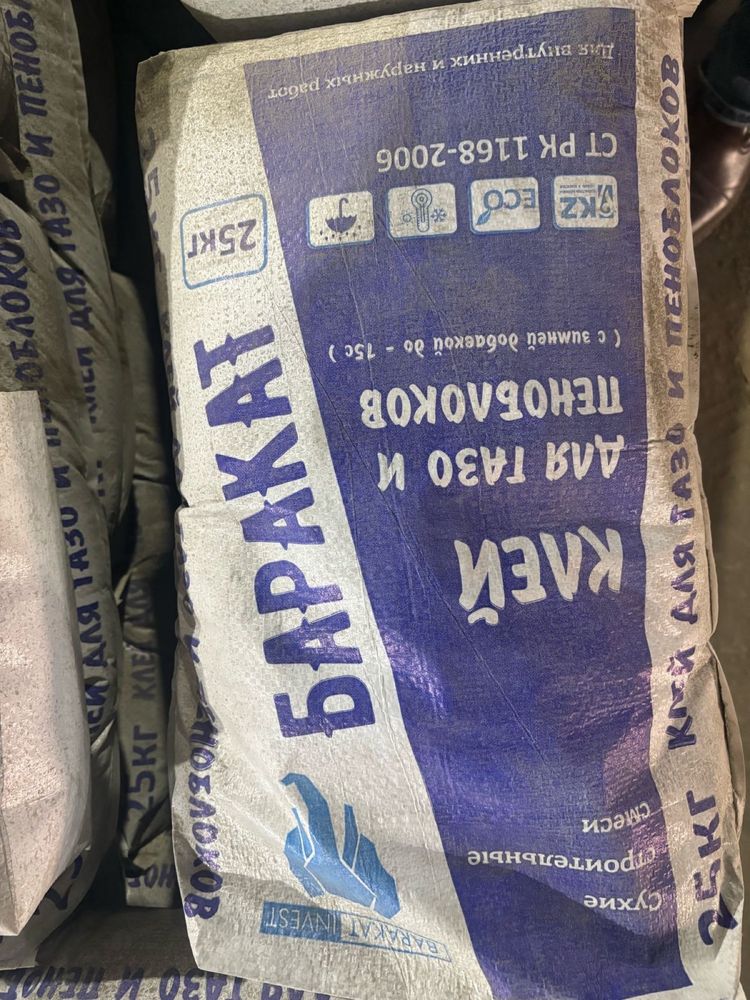 BARAKAT INVEST
Сухие
строительные
смеси
БАРАКАТ
КЛЕЙ
ДЛЯ ГАЗО И
ПЕНОБЛОКОВ
( с зимней добавкой до - 15с )
25КГ
KZ
ECO
СТ РК 1168-2006
Для внутренних и наружных работ
25КГ КЛЕЙ ДЛЯ ГАЗО И ПЕНОБЛОКОВ